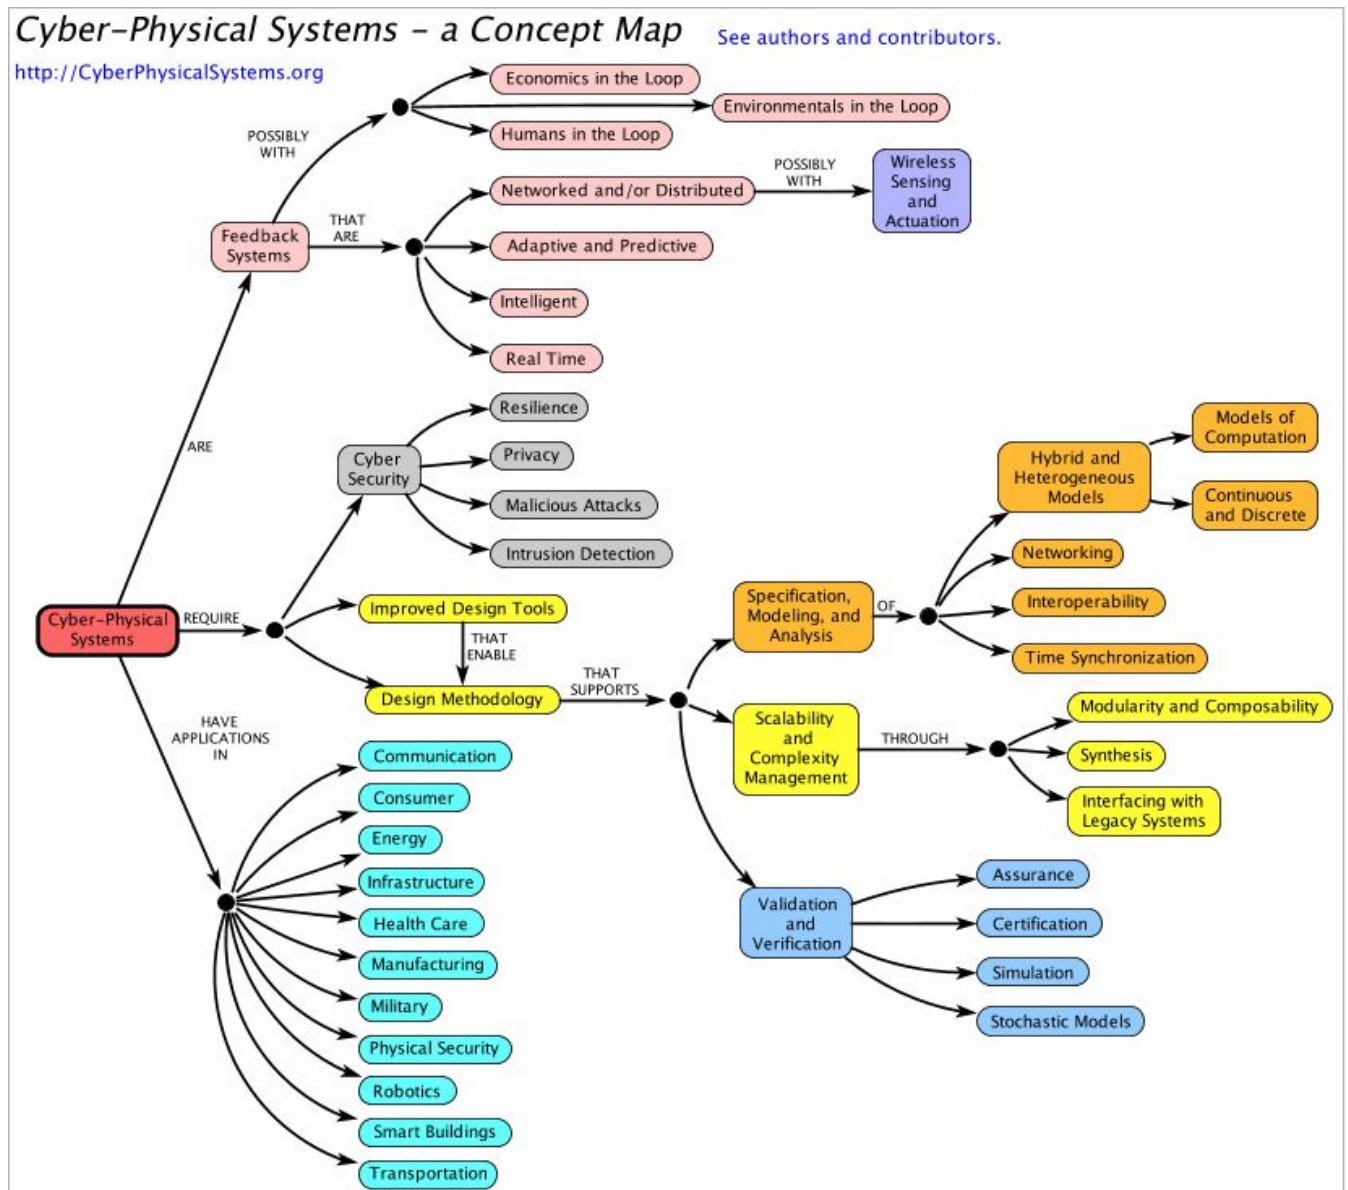 Cyber-Physical Systems - a Concept Map
See authors and contributors.
http://CyberPhysicalSystems.org
Economics in the Loop
Environmentals in the Loop
Humans in the Loop
POSSIBLY
WITH
Networked and/or Distributed
POSSIBLY
WITH
Wireless
Sensing
and
Actuation
Feedback
Systems
THAT
ARE
Adaptive and Predictive
Intelligent
Real Time
ARE
Cyber
Security
Resilience
Privacy
Malicious Attacks
Intrusion Detection
Hybrid and
Heterogeneous
Models
Models of
Computation
Continuous
and Discrete
Networking
Interoperability
Time Synchronization
Cyber-Physical
Systems
REQUIRE
Improved Design Tools
THAT
ENABLE
Design Methodology
THAT
SUPPORTS
Specification,
Modeling, and
Analysis
OF
Scalability
and
Complexity
Management
THROUGH
Modularity and Composability
Synthesis
Interfacing with
Legacy Systems
Validation
and
Verification
Assurance
Certification
Simulation
Stochastic Models
HAVE
APPLICATIONS
IN
Communication
Consumer
Energy
Infrastructure
Health Care
Manufacturing
Military
Physical Security
Robotics
Smart Buildings
Transportation